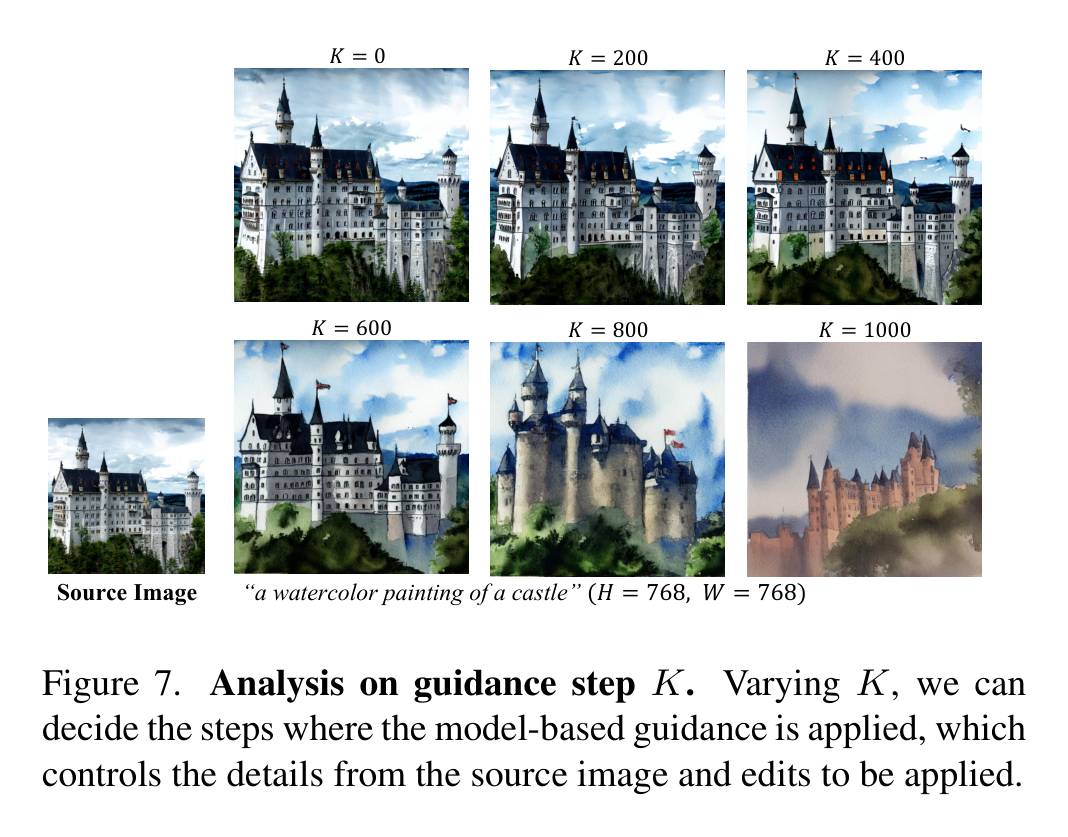 K = 0
K = 200
K = 400
K = 600
K = 800
K = 1000
Source Image
“a watercolor painting of a castle” (H = 768, W = 768)
Figure 7. Analysis on guidance step K. Varying K, we can
decide the steps where the model-based guidance is applied, which
controls the details from the source image and edits to be applied.